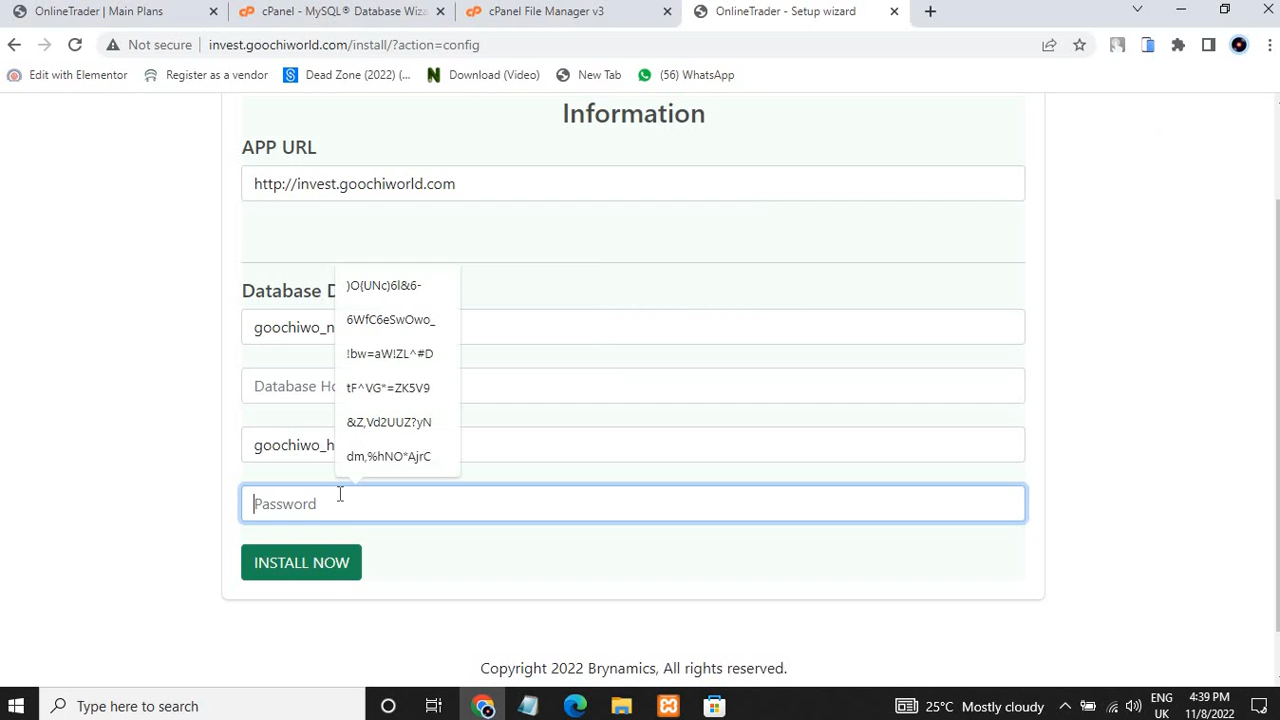 OnlineTrader | Main Plans
cPanel - MySQL® Database Wiza
cPanel File Manager v3
OnlineTrader - Setup wizard
Not secure
invest.goochiworld.com/install/?action=config
Edit with Elementor
Register as a vendor
Dead Zone (2022) (...
Download (Video)
New Tab
(56) WhatsApp
Information
APP URL
http://invest.goochiworld.com
Database D
goochiwo_n
Database Ho
goochiwo_h
)O{UNc)6l&6-
6WfC6eSwOwo_
!bw=aW!ZL^#D
tF^VG*=ZK5V9
&Z,Vd2UUZ?yN
dm,%hNO*AjrC
Password
INSTALL NOW
Copyright 2022 Brynamics, All rights reserved.
Type here to search
25°C Mostly cloudy
ENG
UK
4:39 PM
11/8/2022